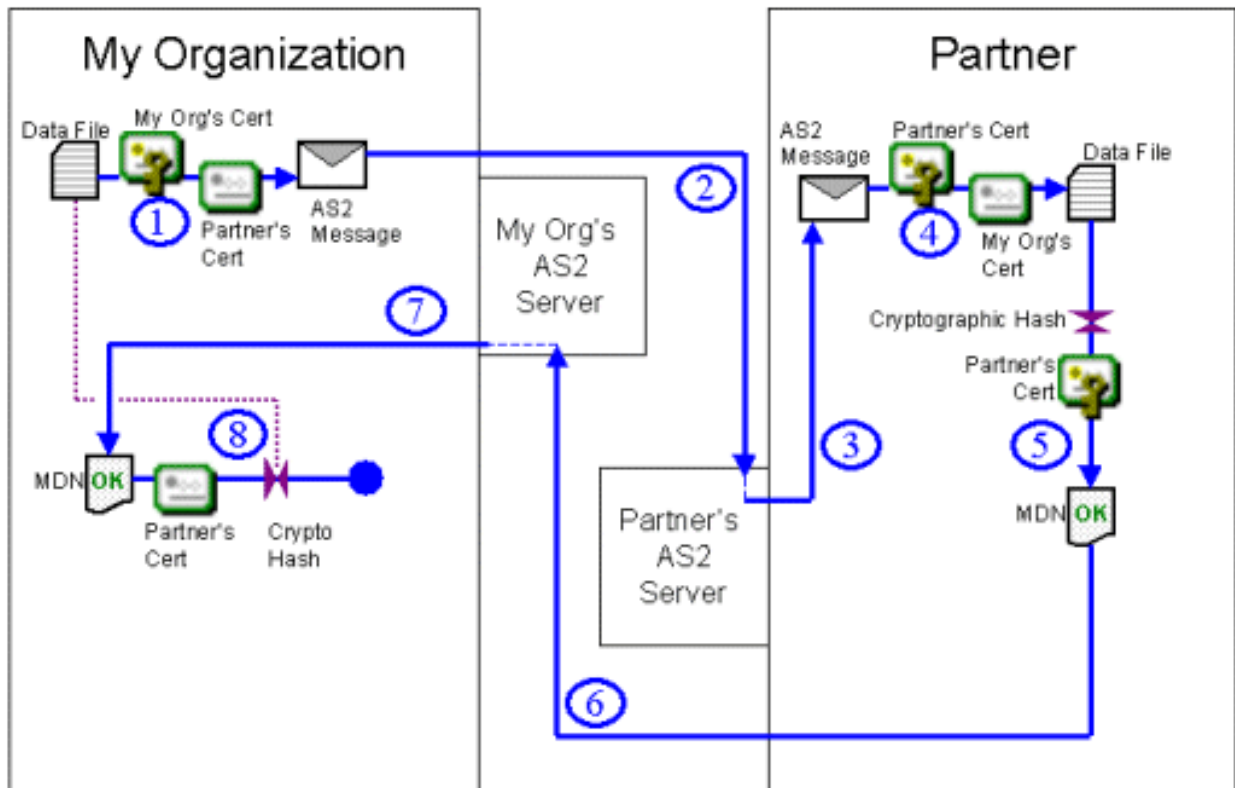 My Organization
Data File
My Org's Cert
1
Partner's
Cert
AS2
Message
2
My Org's
AS2
Server
7
8
MDN
OK
Partner's
Cert
Crypto
Hash
Partner's
AS2
Server
6
Partner
AS2
Message
Partner's Cert
Data File
4
My Org's
Cert
3
Cryptographic Hash
Partner's
Cert
5
MDN
OK